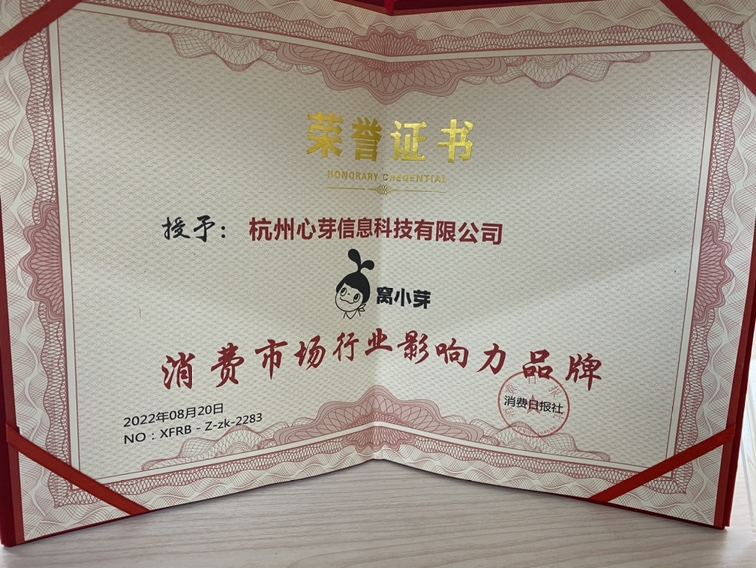 荣誉证书
HONORARY CREDENTIAL
授予：杭州心芽信息科技有限公司
窝小芽
消费市场行业影响力品牌
2022年08月20日
NO：XFRB - Z-zk-2283
消费日报社